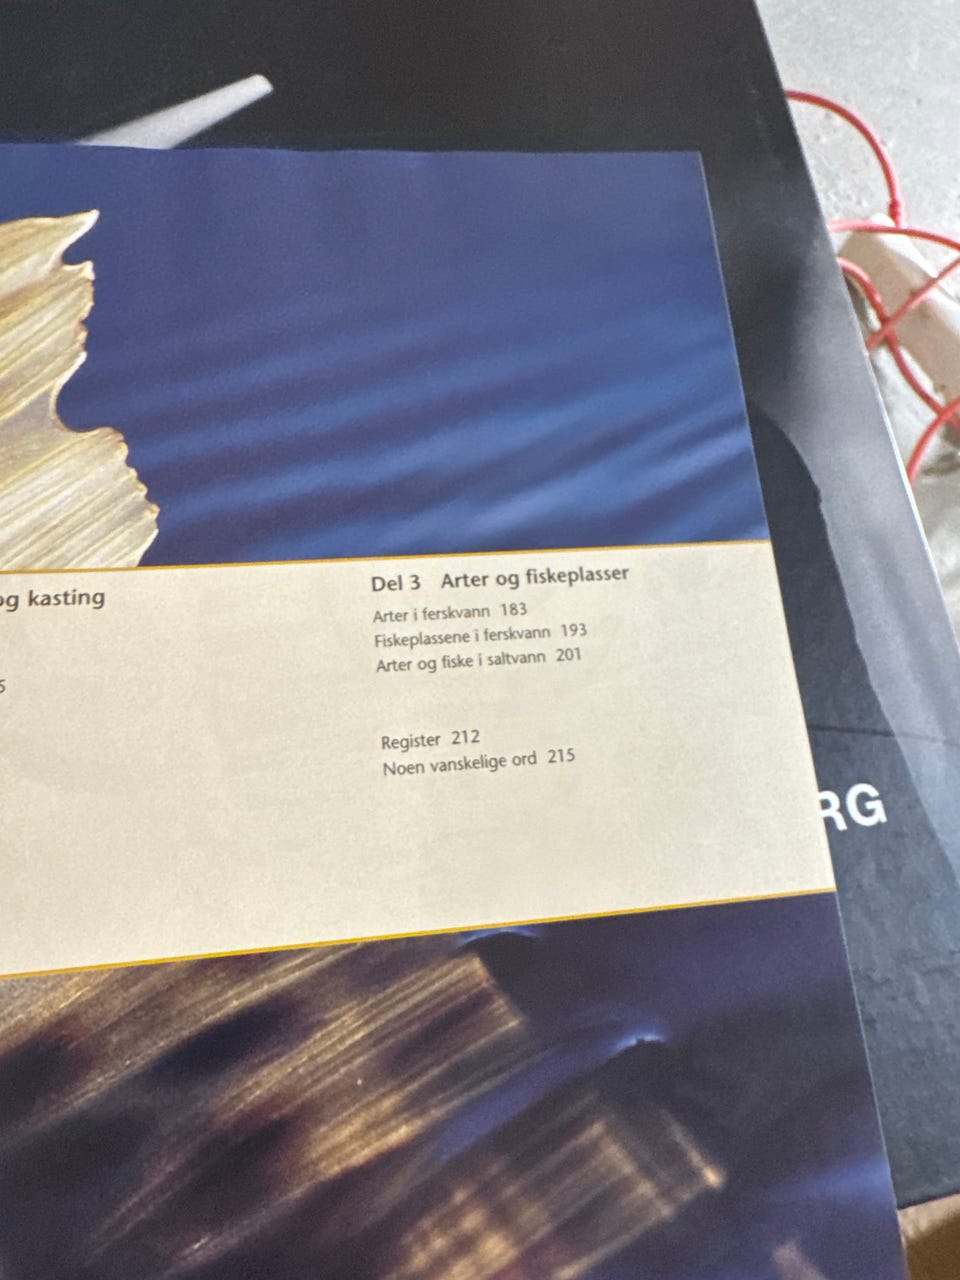 og kasting
5
Del 3 Arter og fiskeplasser
Arter i ferskvann 183
Fiskeplassene i ferskvann 193
Arter og fiske i saltvann 201
Register 212
Noen vanskelige ord 215
RG